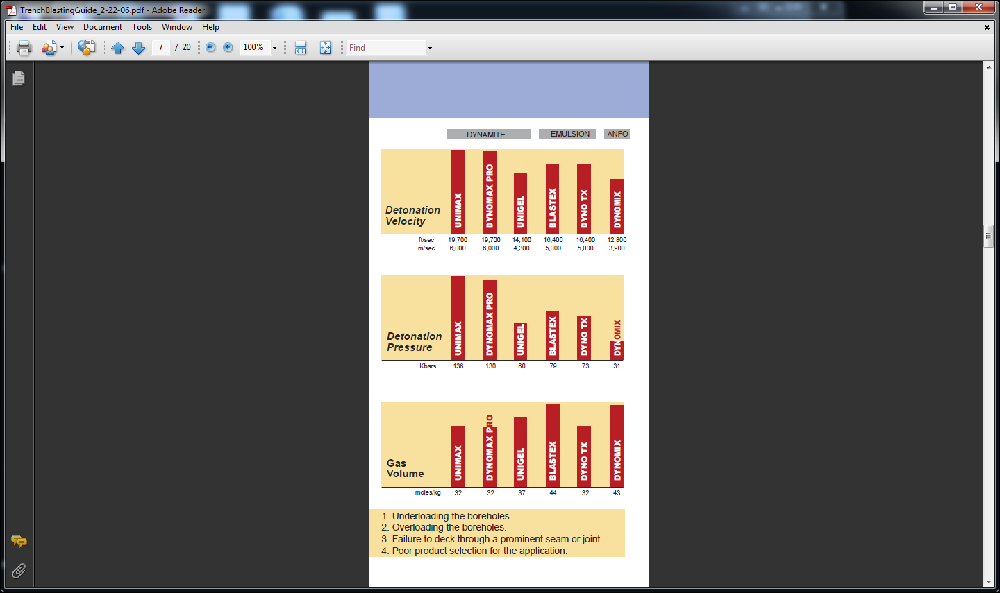 TrenchBlastingGuide_2-22-06.pdf - Adobe Reader
File Edit View Document Tools Window Help
7 / 20 100% Find
DYNAMITE EMULSION ANFO
Detonation
Velocity
UNIMAX DYNOMAX PRO UNIGEL BLASTEX DYNO TX DYNOMIX
ft/sec 19,700 19,700 14,100 16,400 16,400 12,800
m/sec 6,000 6,000 4,300 5,000 5,000 3,900
Detonation
Pressure
UNIMAX DYNOMAX PRO UNIGEL BLASTEX DYNO TX DYNOMIX
Kbars 136 130 60 79 73 31
Gas
Volume
UNIMAX DYNOMAX PRO UNIGEL BLASTEX DYNO TX DYNOMIX
moles/kg 32 32 37 44 32 43
1. Underloading the boreholes.
2. Overloading the boreholes.
3. Failure to deck through a prominent seam or joint.
4. Poor product selection for the application.